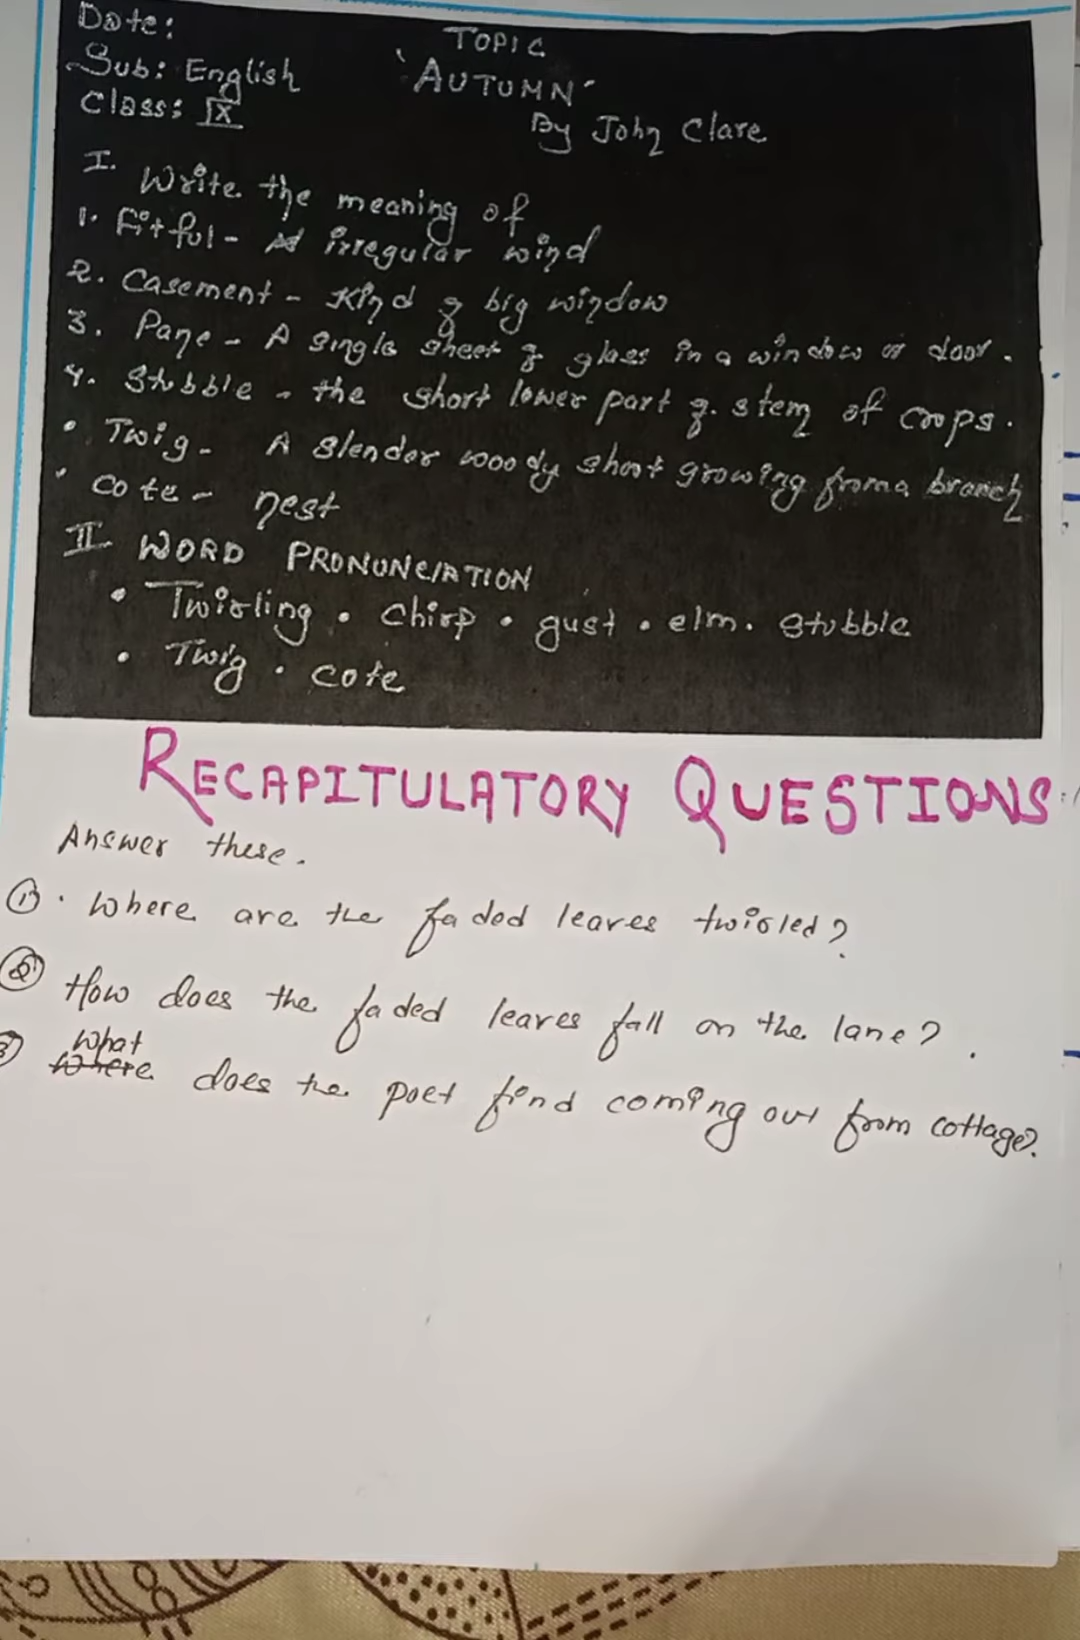 Date:
TOPIC
Sub: English
'AUTUMN'
Class: IX
By John Clare
I. Write the meaning of
1. Fitful - irregular wind
2. Casement - Kind of big window
3. Pane - A single sheet of glass in a window or door.
4. Stubble - the short lower part of. stem of crops.
• Twig - A slender woody shoot growing from a branch
• cote - nest
II WORD PRONUNCIATION
• Twirling • chirp • gust • elm. stubble
• Twig • cote
RECAPITULATORY QUESTIONS:
Answer these.
① . Where are the faded leaves twirled?
② How does the faded leaves fall on the lane?
What
③ Where does the poet find coming out from cottage?